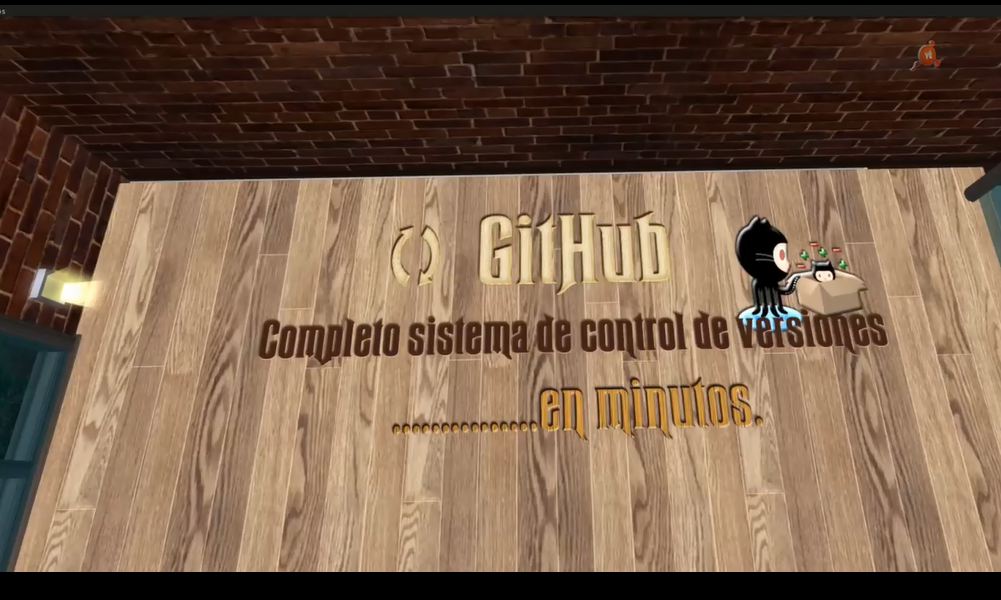 GitHub
Completo sistema de control de versiones
...............en minutos.